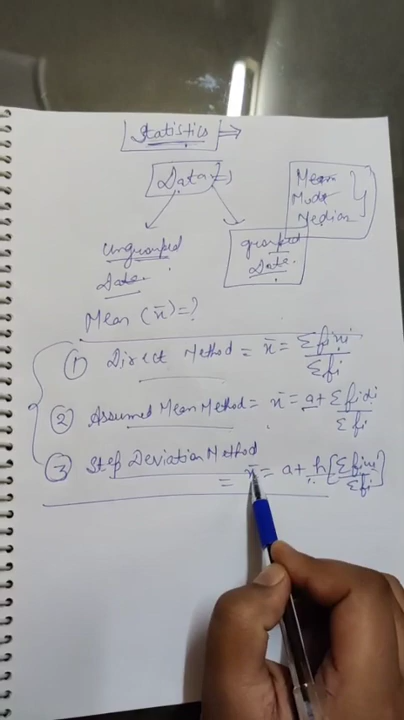 Statistics ⇒
Data ⇒
Mean
Mode
Median
ungrouped
Data.
grouped
Data.
Mean (x̄) = ?
① Direct Method = x̄ = Σfixi / Σfi
② Assumed Mean Method = x̄ = a + Σfidi / Σfi
③ Step Deviation Method
= x̄ = a + h [Σfiui / Σfi]